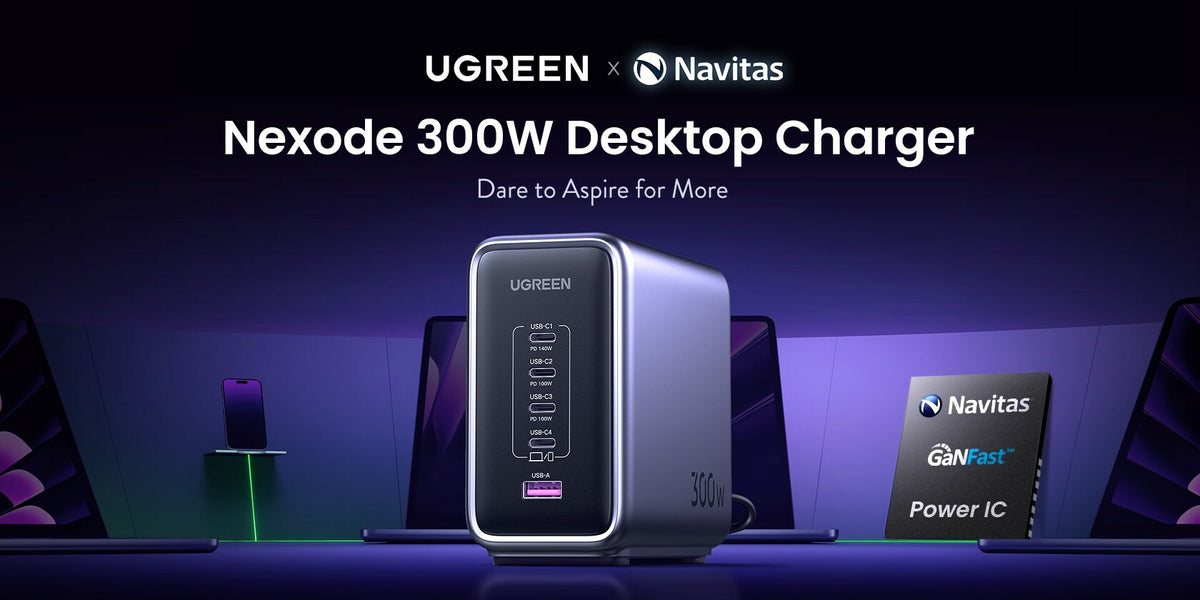 UGREEN x Navitas
Nexode 300W Desktop Charger
Dare to Aspire for More
UGREEN
USB-C1
PD 140W
USB-C2
PD 100W
USB-C3
PD 100W
USB-C4
USB-A
300W
Navitas
GaNFast™
Power IC